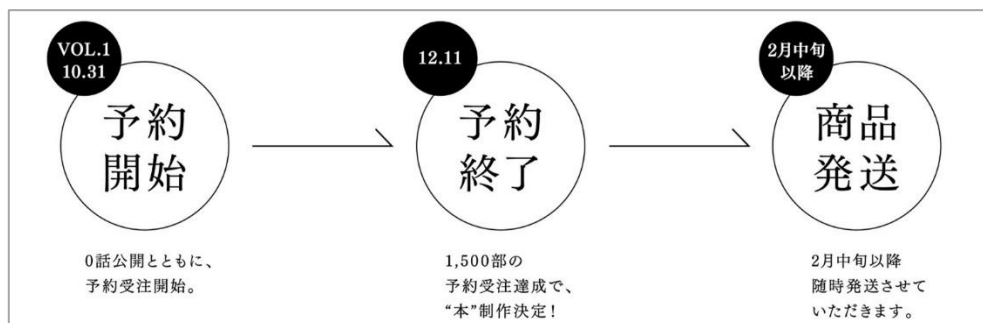 VOL.1
10.31
予約
開始
0話公開とともに、
予約受注開始。
12.11
予約
終了
1,500部の
予約受注達成で、
“本”制作決定！
2月中旬
以降
商品
発送
2月中旬以降
随時発送させて
いただきます。